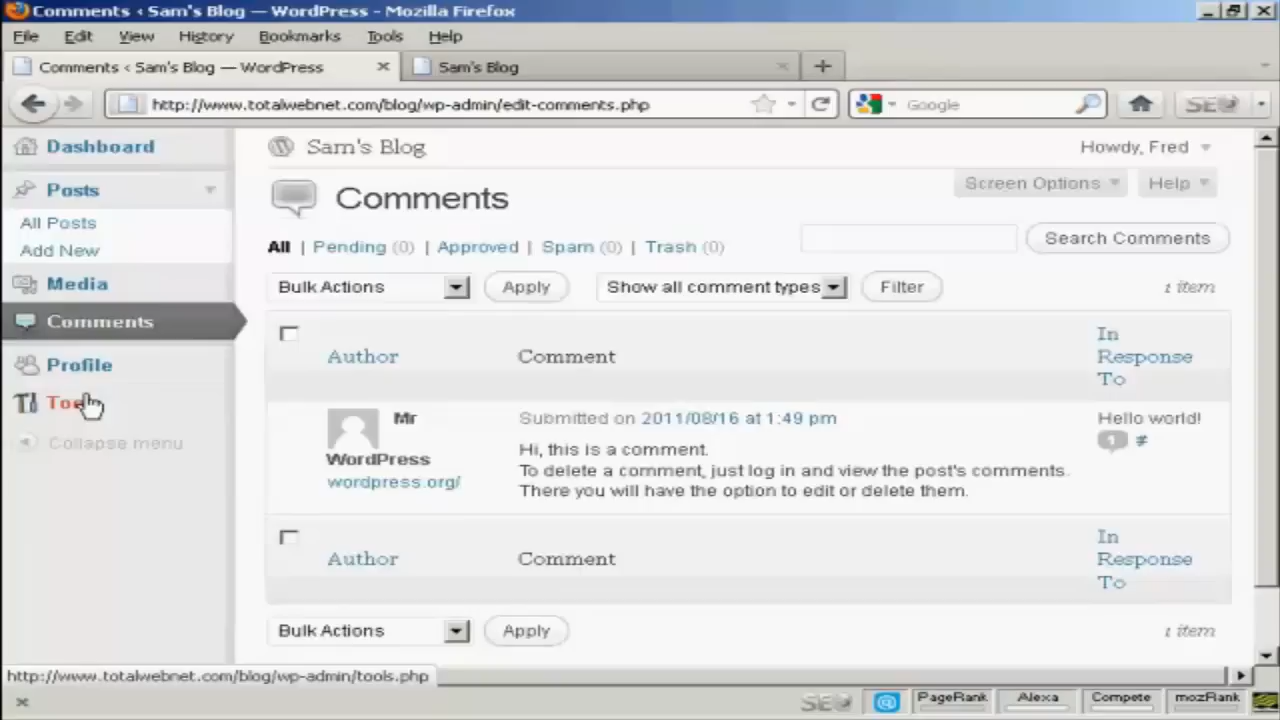 Comments ‹ Sam's Blog — WordPress - Mozilla Firefox
File Edit View History Bookmarks Tools Help
Comments ‹ Sam's Blog — WordPress
Sam's Blog
http://www.totalwebnet.com/blog/wp-admin/edit-comments.php
Google
Dashboard
Sam's Blog
Howdy, Fred
Posts
Comments
Screen Options
Help
All Posts
Add New
All | Pending (0) | Approved | Spam (0) | Trash (0)
Search Comments
Media
Bulk Actions
Apply
Show all comment types
Filter
1 item
Comments
Author
Comment
In
Response
To
Profile
Collapse menu
Mr
WordPress
wordpress.org/
Submitted on 2011/08/16 at 1:49 pm
Hi, this is a comment.
To delete a comment, just log in and view the post's comments.
There you will have the option to edit or delete them.
Hello world!
1 #
Author
Comment
In
Response
To
Bulk Actions
Apply
1 item
http://www.totalwebnet.com/blog/wp-admin/tools.php
PageRank
Alexa
Compete
mozRank